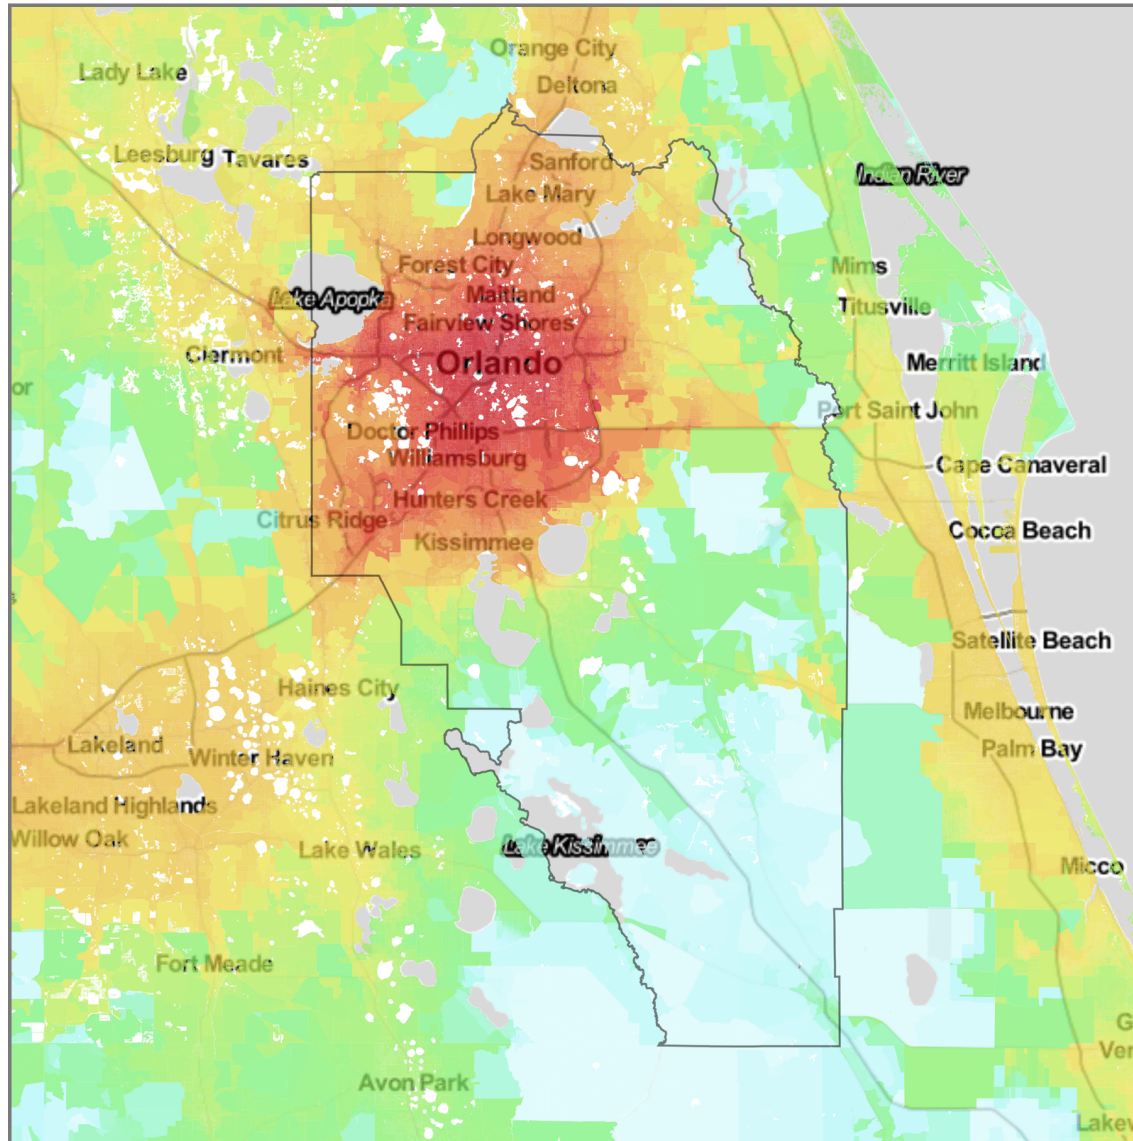 Orange City
Lady Lake
Deltona
Leesburg
Tavares
Sanford
Indian River
Lake Mary
Longwood
Forest City
Mims
Lake Apopka
Maitland
Titusville
Fairview Shores
Clermont
Orlando
Merritt Island
or
Port Saint John
Doctor Phillips
Williamsburg
Cape Canaveral
Hunters Creek
Citrus Ridge
Cocoa Beach
Kissimmee
Satellite Beach
Haines City
Melbourne
Lakeland
Palm Bay
Winter Haven
Lakeland Highlands
Willow Oak
Lake Wales
Lake Kissimmee
Micco
Fort Meade
G
Ver
Avon Park
Lakew